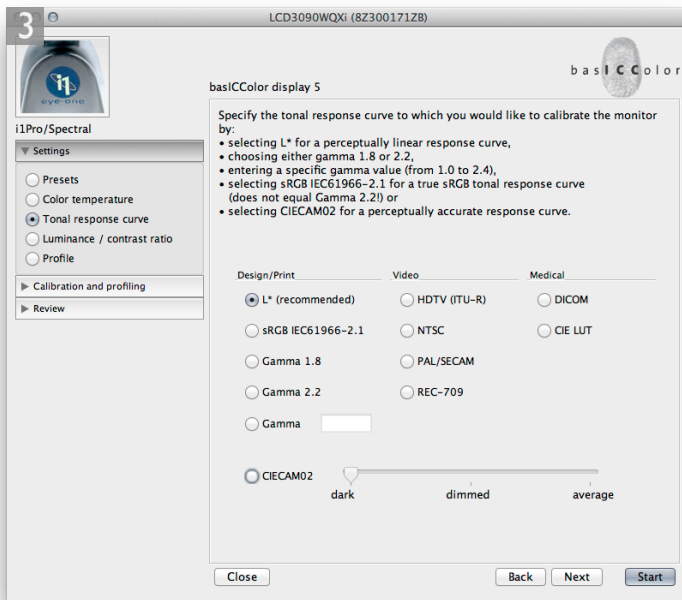 3
LCD3090WQXi (8Z300171ZB)
i1
eye-one
basICColor
i1Pro/Spectral
basICColor display 5
Settings
Presets
Color temperature
Tonal response curve
Luminance / contrast ratio
Profile
Calibration and profiling
Review
Specify the tonal response curve to which you would like to calibrate the monitor
by:
• selecting L* for a perceptually linear response curve,
• choosing either gamma 1.8 or 2.2,
• entering a specific gamma value (from 1.0 to 2.4),
• selecting sRGB IEC61966-2.1 for a true sRGB tonal response curve
(does not equal Gamma 2.2!) or
• selecting CIECAM02 for a perceptually accurate response curve.
Design/Print Video Medical
L* (recommended) HDTV (ITU-R) DICOM
sRGB IEC61966-2.1 NTSC CIE LUT
Gamma 1.8 PAL/SECAM
Gamma 2.2 REC-709
Gamma
CIECAM02
dark dimmed average
Close Back Next Start